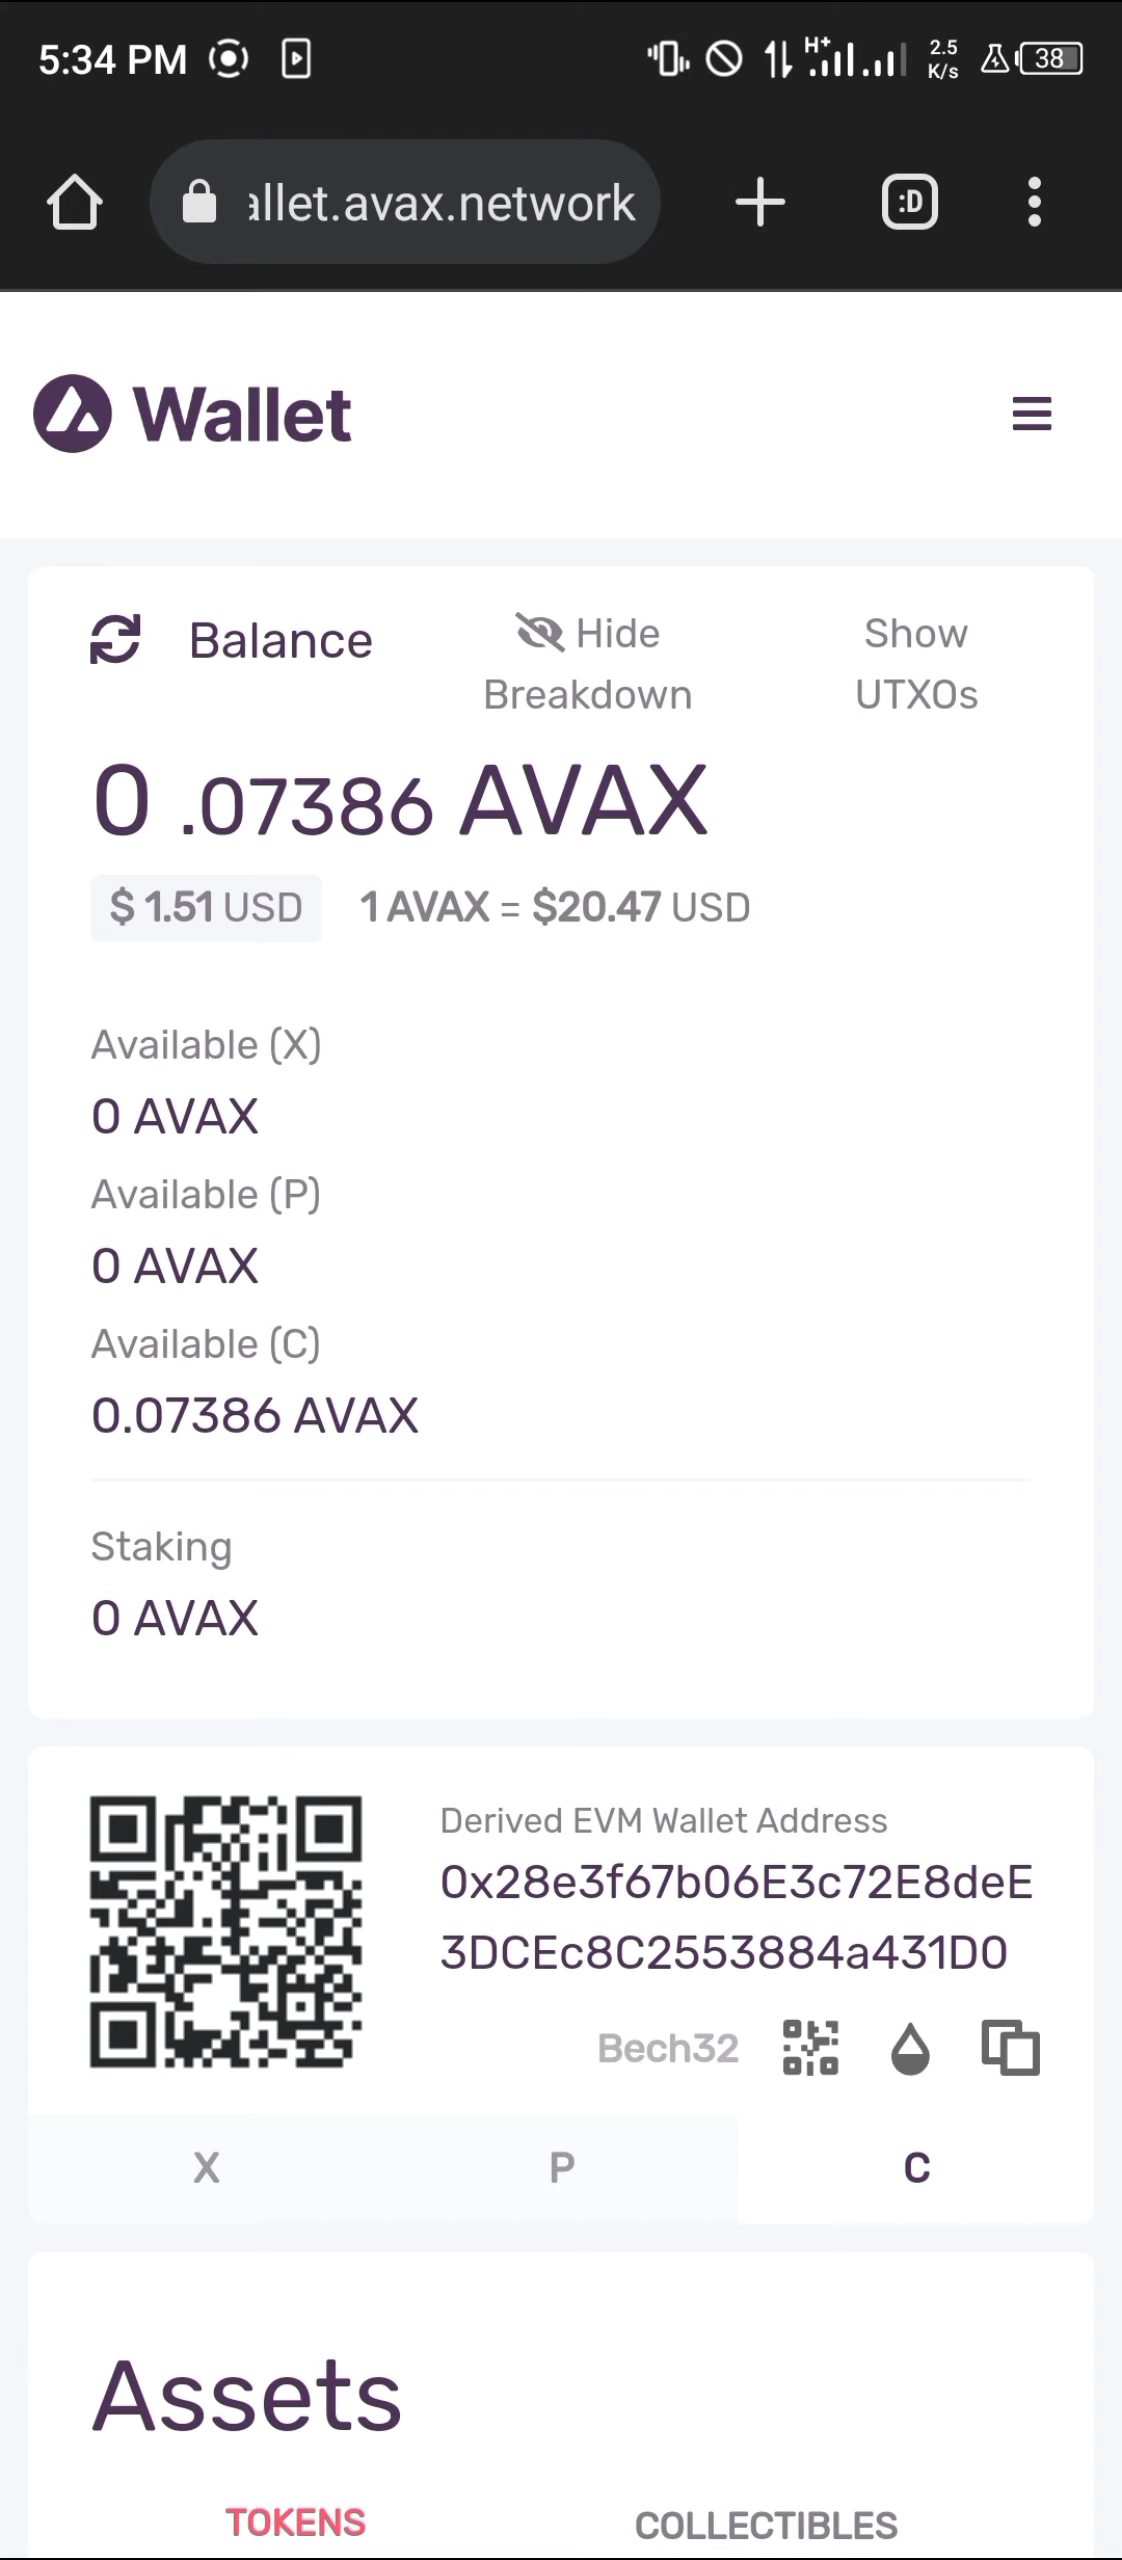 5:34 PM
H+
2.5
K/s
38
allet.avax.network
:D
Wallet
Balance
Hide
Breakdown
Show
UTXOs
0 .07386 AVAX
$ 1.51 USD
1 AVAX = $20.47 USD
Available (X)
0 AVAX
Available (P)
0 AVAX
Available (C)
0.07386 AVAX
Staking
0 AVAX
Derived EVM Wallet Address
0x28e3f67b06E3c72E8deE
3DCEc8C2553884a431D0
Bech32
X
P
C
Assets
TOKENS
COLLECTIBLES